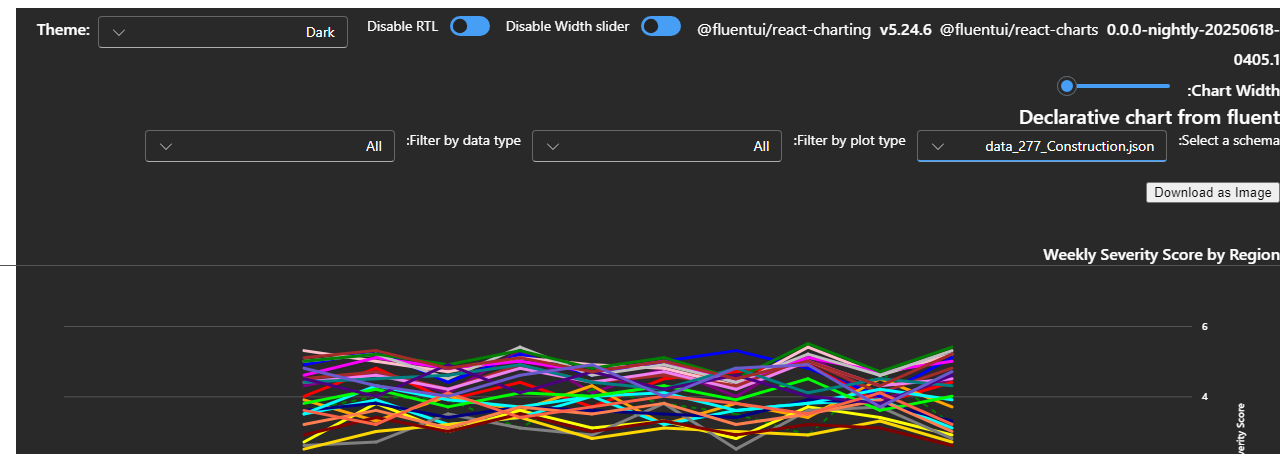 Theme: Dark Disable RTL Disable Width slider @fluentui/react-charting v5.24.6 @fluentui/react-charts 0.0.0-nightly-20250618-
0405.1
:Chart Width
Declarative chart from fluent
:Select a schema data_277_Construction.json :Filter by plot type All :Filter by data type All
Download as Image
Weekly Severity Score by Region
6
4